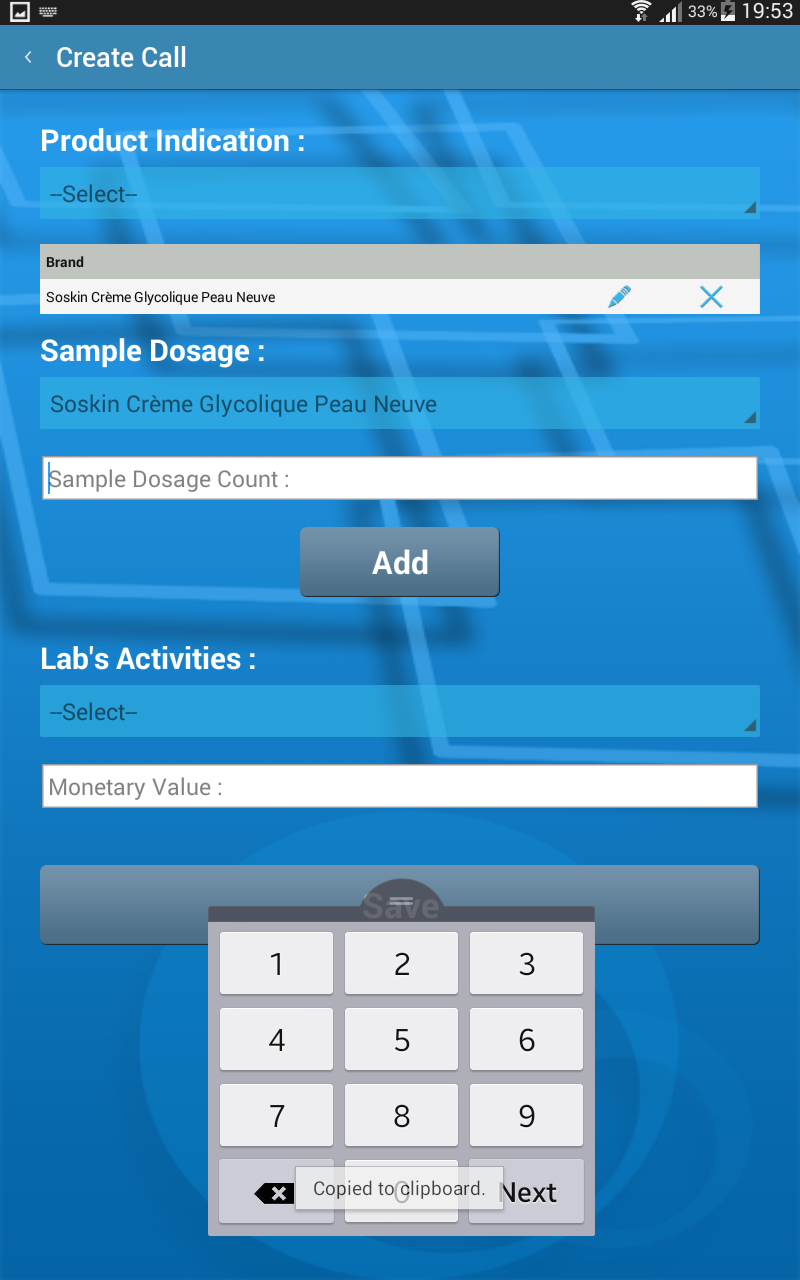 33% 19:53
Create Call
Product Indication :
--Select--
Brand
Soskin Crème Glycolique Peau Neuve
Sample Dosage :
Soskin Crème Glycolique Peau Neuve
Sample Dosage Count :
Add
Lab's Activities :
--Select--
Monetary Value :
Save
1 2 3
4 5 6
7 8 9
0 Next
Copied to clipboard.